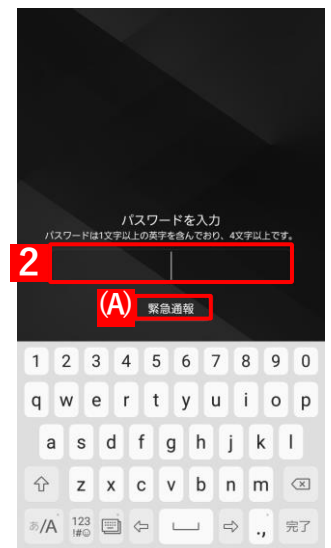 パスワードを入力
パスワードは1文字以上の英字を含んでおり、4文字以上です。
2
(A) 緊急通報
1 2 3 4 5 6 7 8 9 0
q w e r t y u i o p
a s d f g h j k l
z x c v b n m
あ/A 123 !#☺ ., 完了